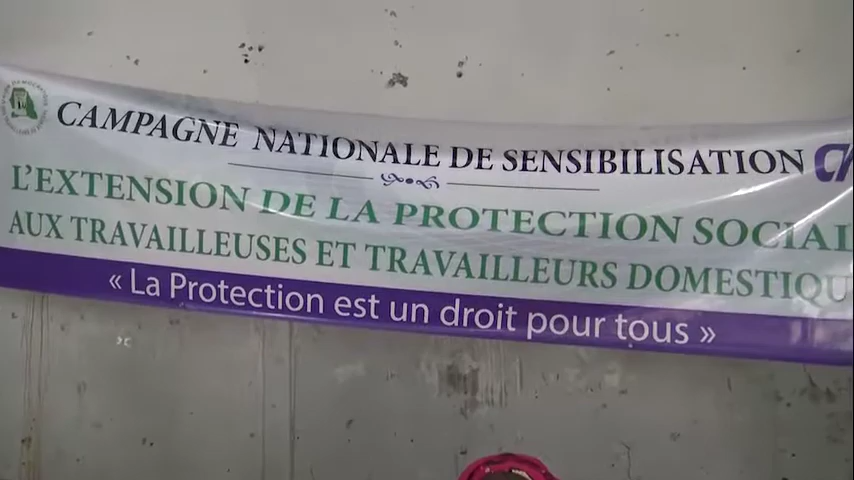 CAMPAGNE NATIONALE DE SENSIBILISATION
L'EXTENSION DE LA PROTECTION SOCIAL
AUX TRAVAILLEUSES ET TRAVAILLEURS DOMESTIQU
« La Protection est un droit pour tous »